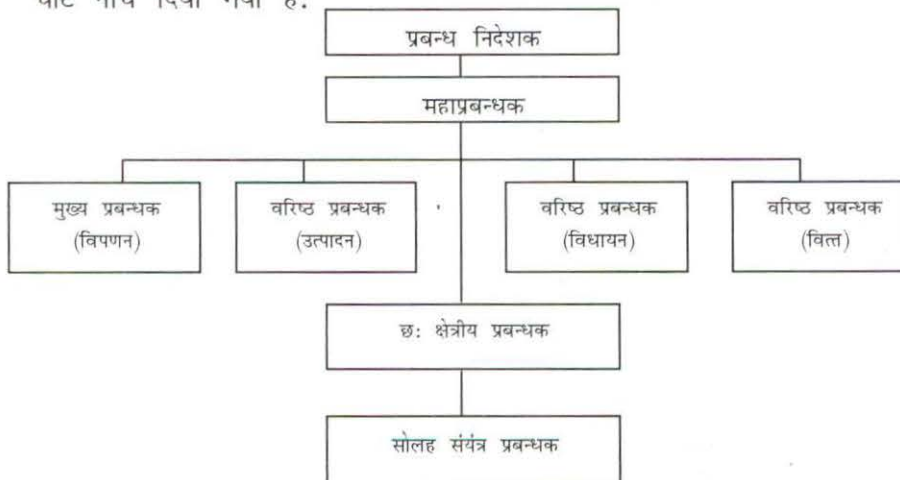 नीचे दिया गया है:
प्रबन्ध निदेशक
महाप्रबन्धक
मुख्य प्रबन्धक
(विपणन)
वरिष्ठ प्रबन्धक
(उत्पादन)
वरिष्ठ प्रबन्धक
(विधायन)
वरिष्ठ प्रबन्धक
(वित्त)
छ: क्षेत्रीय प्रबन्धक
सोलह संयंत्र प्रबन्धक